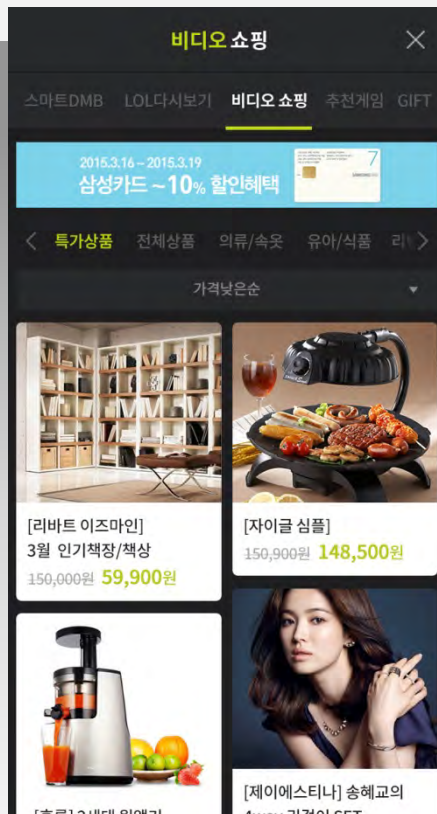 비디오 쇼핑
스마트DMB LOL다시보기 비디오 쇼핑 추천게임 GIFT
2015.3.16 ~ 2015.3.19
삼성카드 ~10% 할인혜택
7
특가상품 전체상품 의류/속옷 유아/식품
가격낮은순
[리바트 이즈마인]
3월 인기책장/책상
150,000원 59,900원
[자이글 심플]
150,900원 148,500원
[제이에스티나] 송혜교의